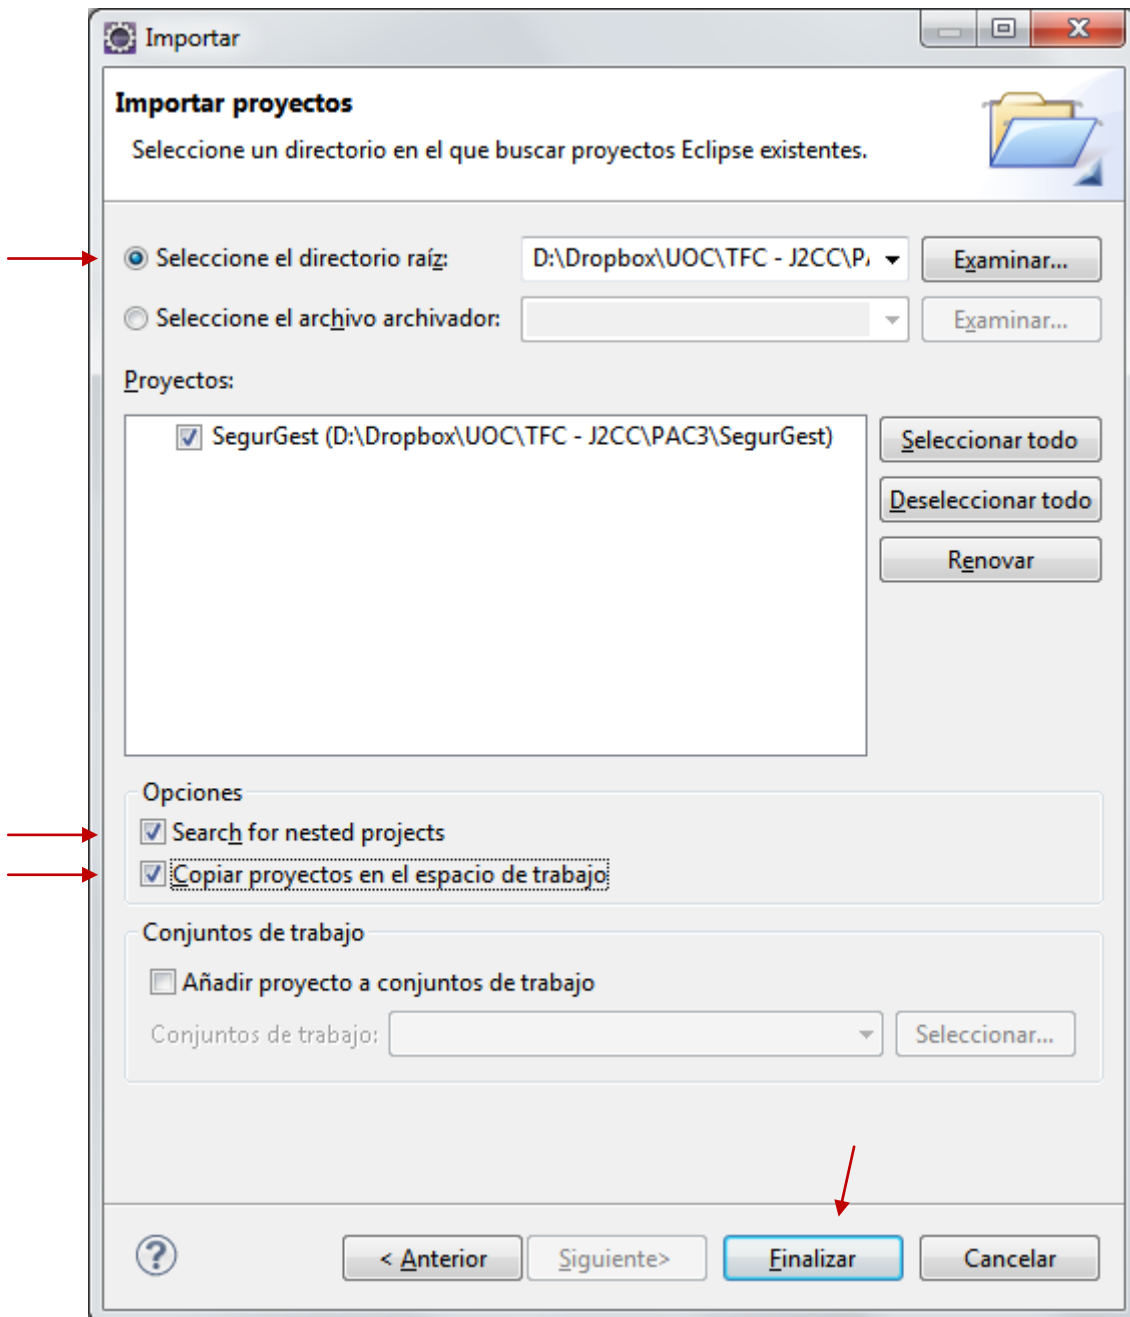 Importar
Importar proyectos
Seleccione un directorio en el que buscar proyectos Eclipse existentes.
Seleccione el directorio raíz: D:\Dropbox\UOC\TFC - J2CC\P Examinar...
Seleccione el archivo archivador: Examinar...
Proyectos:
SegurGest (D:\Dropbox\UOC\TFC - J2CC\PAC3\SegurGest)
Seleccionar todo
Deseleccionar todo
Renovar
Opciones
Search for nested projects
Copiar proyectos en el espacio de trabajo
Conjuntos de trabajo
Añadir proyecto a conjuntos de trabajo
Conjuntos de trabajo: Seleccionar...
? < Anterior Siguiente> Finalizar Cancelar